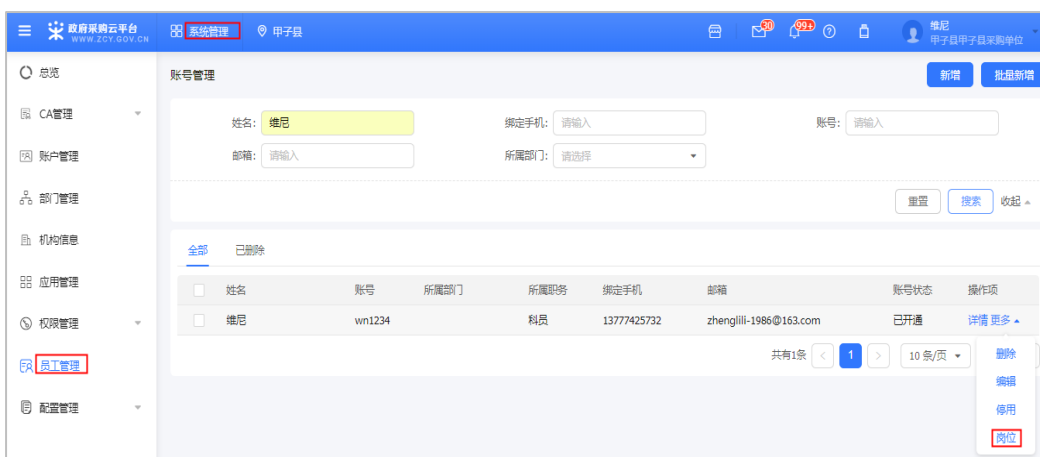 政府采购云平台
WWW.ZCY.GOV.CN
系统管理
甲子县
30
99+
维尼
甲子县甲子县采购单位
总览
CA管理
账户管理
部门管理
机构信息
应用管理
权限管理
员工管理
配置管理
账号管理
新增
批量新增
姓名: 维尼
绑定手机: 请输入
账号: 请输入
邮箱: 请输入
所属部门: 请选择
重置
搜索
收起
全部
已删除
姓名 账号 所属部门 所属职务 绑定手机 邮箱 账号状态 操作项
维尼 wn1234 科员 13777425732 zhenglili-1986@163.com 已开通 详情 更多
共有1条 < 1 > 10 条/页
删除
编辑
停用
岗位